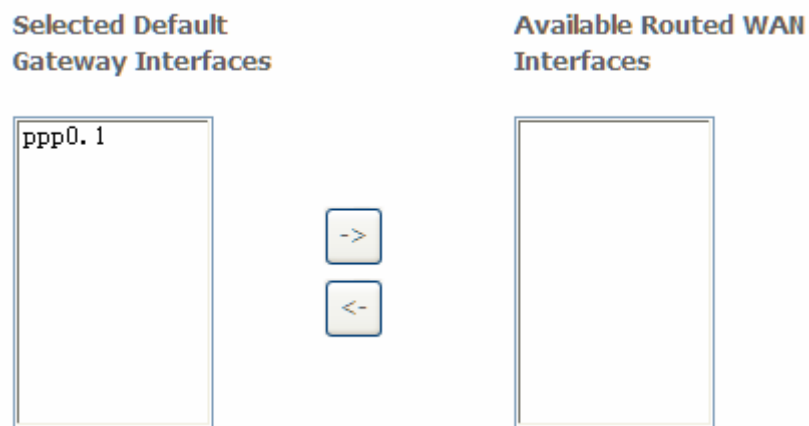 Selected Default
Gateway Interfaces
Available Routed WAN
Interfaces
ppp0.1
->
<-